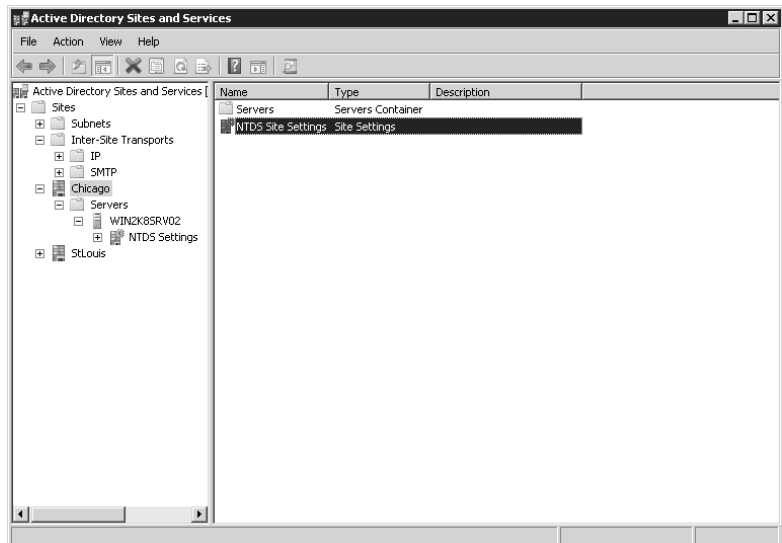 Active Directory Sites and Services
File Action View Help
Active Directory Sites and Services [
Sites
Subnets
Inter-Site Transports
IP
SMTP
Chicago
Servers
WIN2K8SRV02
NTDS Settings
StLouis
Name Type Description
Servers Servers Container
NTDS Site Settings Site Settings